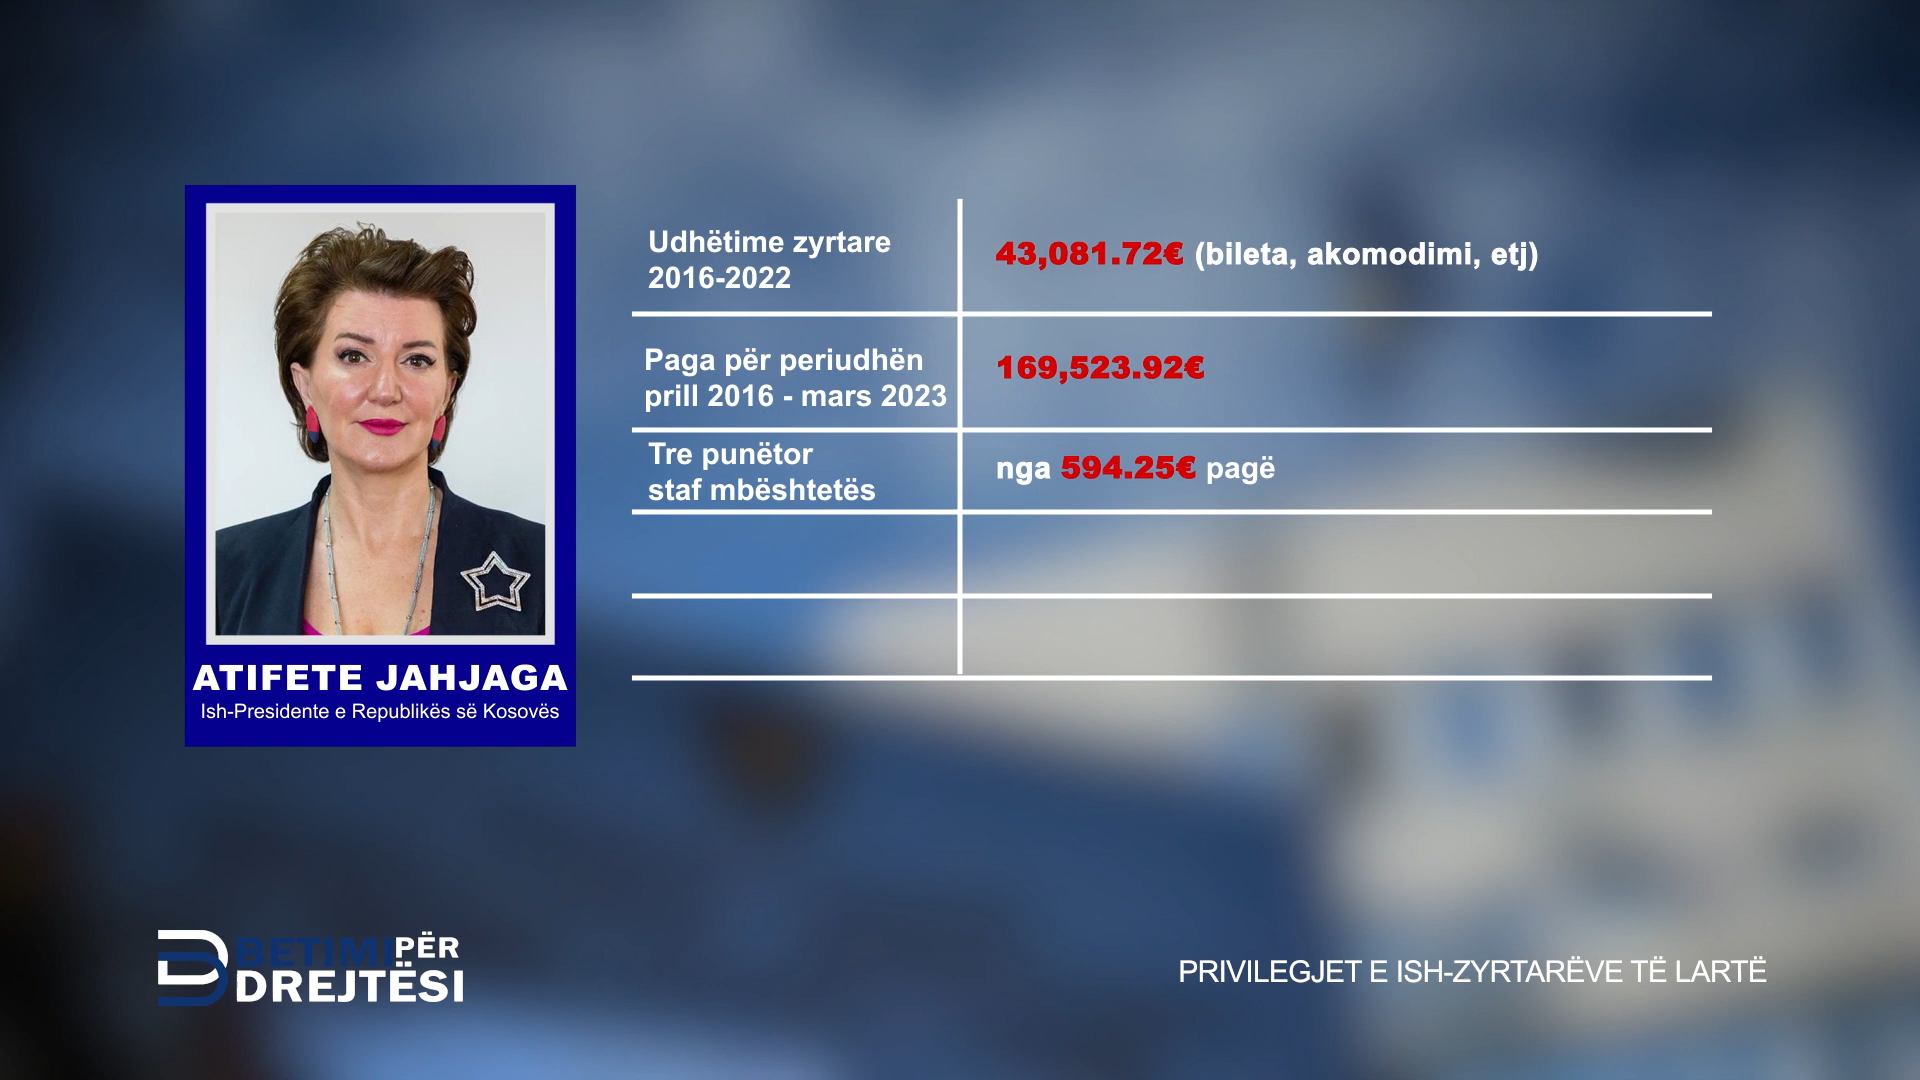 Udhëtime zyrtare
2016-2022
43,081.72€ (bileta, akomodimi, etj)
Paga për periudhën
prill 2016 - mars 2023
169,523.92€
Tre punëtor
staf mbështetës
nga 594.25€ pagë
ATIFETE JAHJAGA
Ish-Presidente e Republikës së Kosovës
BETIMI PËR
DREJTËSI
PRIVILEGJET E ISH-ZYRTARËVE TË LARTË